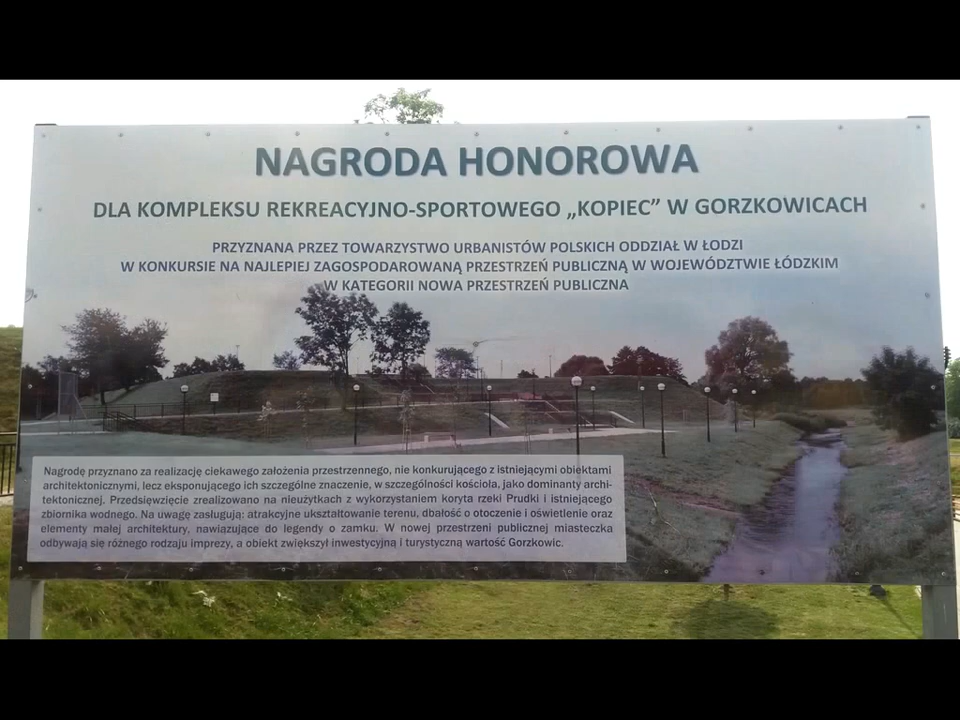 NAGRODA HONOROWA
DLA KOMPLEKSU REKREACYJNO-SPORTOWEGO „KOPIEC” W GORZKOWICACH
PRZYZNANA PRZEZ TOWARZYSTWO URBANISTÓW POLSKICH ODDZIAŁ W ŁODZI
W KONKURSIE NA NAJLEPIEJ ZAGOSPODAROWANĄ PRZESTRZEŃ PUBLICZNĄ W WOJEWÓDZTWIE ŁÓDZKIM
W KATEGORII NOWA PRZESTRZEŃ PUBLICZNA
Nagrodę przyznano za realizację ciekawego założenia przestrzennego, nie konkurującego z istniejącymi obiektami
architektonicznymi, lecz eksponującego ich szczególne znaczenie, w szczególności kościoła, jako dominanty archi-
tektonicznej. Przedsięwzięcie zrealizowano na nieużytkach z wykorzystaniem koryta rzeki Prudki i istniejącego
zbiornika wodnego. Na uwagę zasługują: atrakcyjne ukształtowanie terenu, dbałość o otoczenie i oświetlenie oraz
elementy małej architektury, nawiązujące do legendy o zamku. W nowej przestrzeni publicznej miasteczka
odbywają się różnego rodzaju imprezy, a obiekt zwiększył inwestycyjną i turystyczną wartość Gorzkowic.